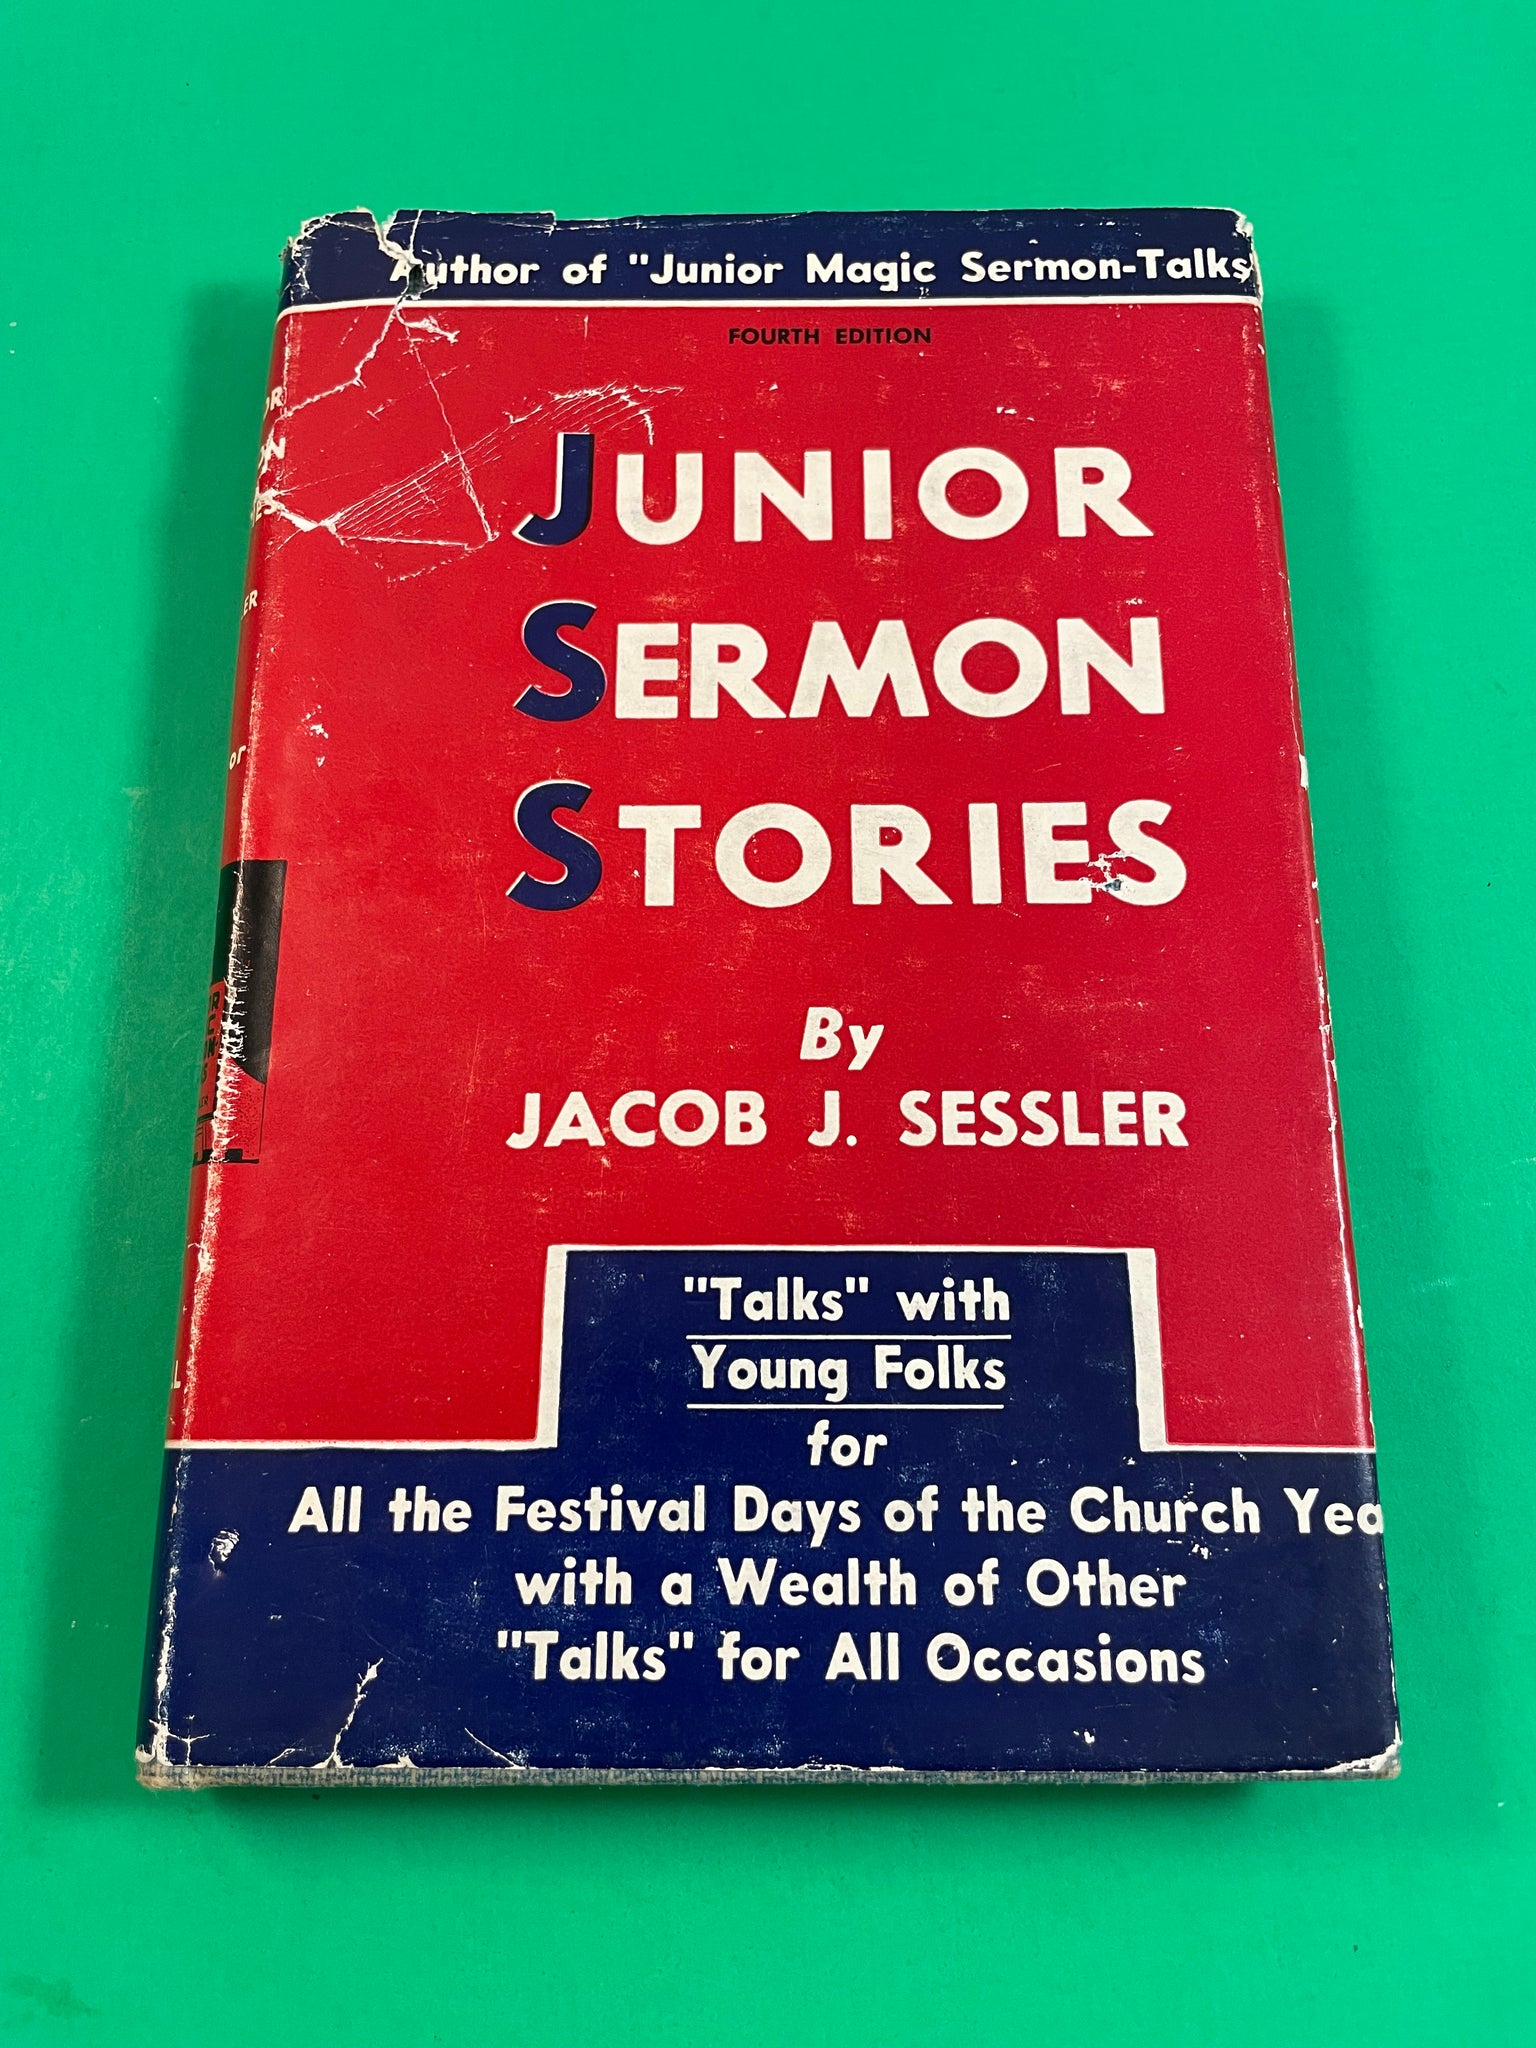 Author of "Junior Magic Sermon-Talks
FOURTH EDITION
JUNIOR
SERMON
STORIES
By
JACOB J. SESSLER
"Talks" with
Young Folks
for
All the Festival Days of the Church Yea
with a Wealth of Other
"Talks" for All Occasions